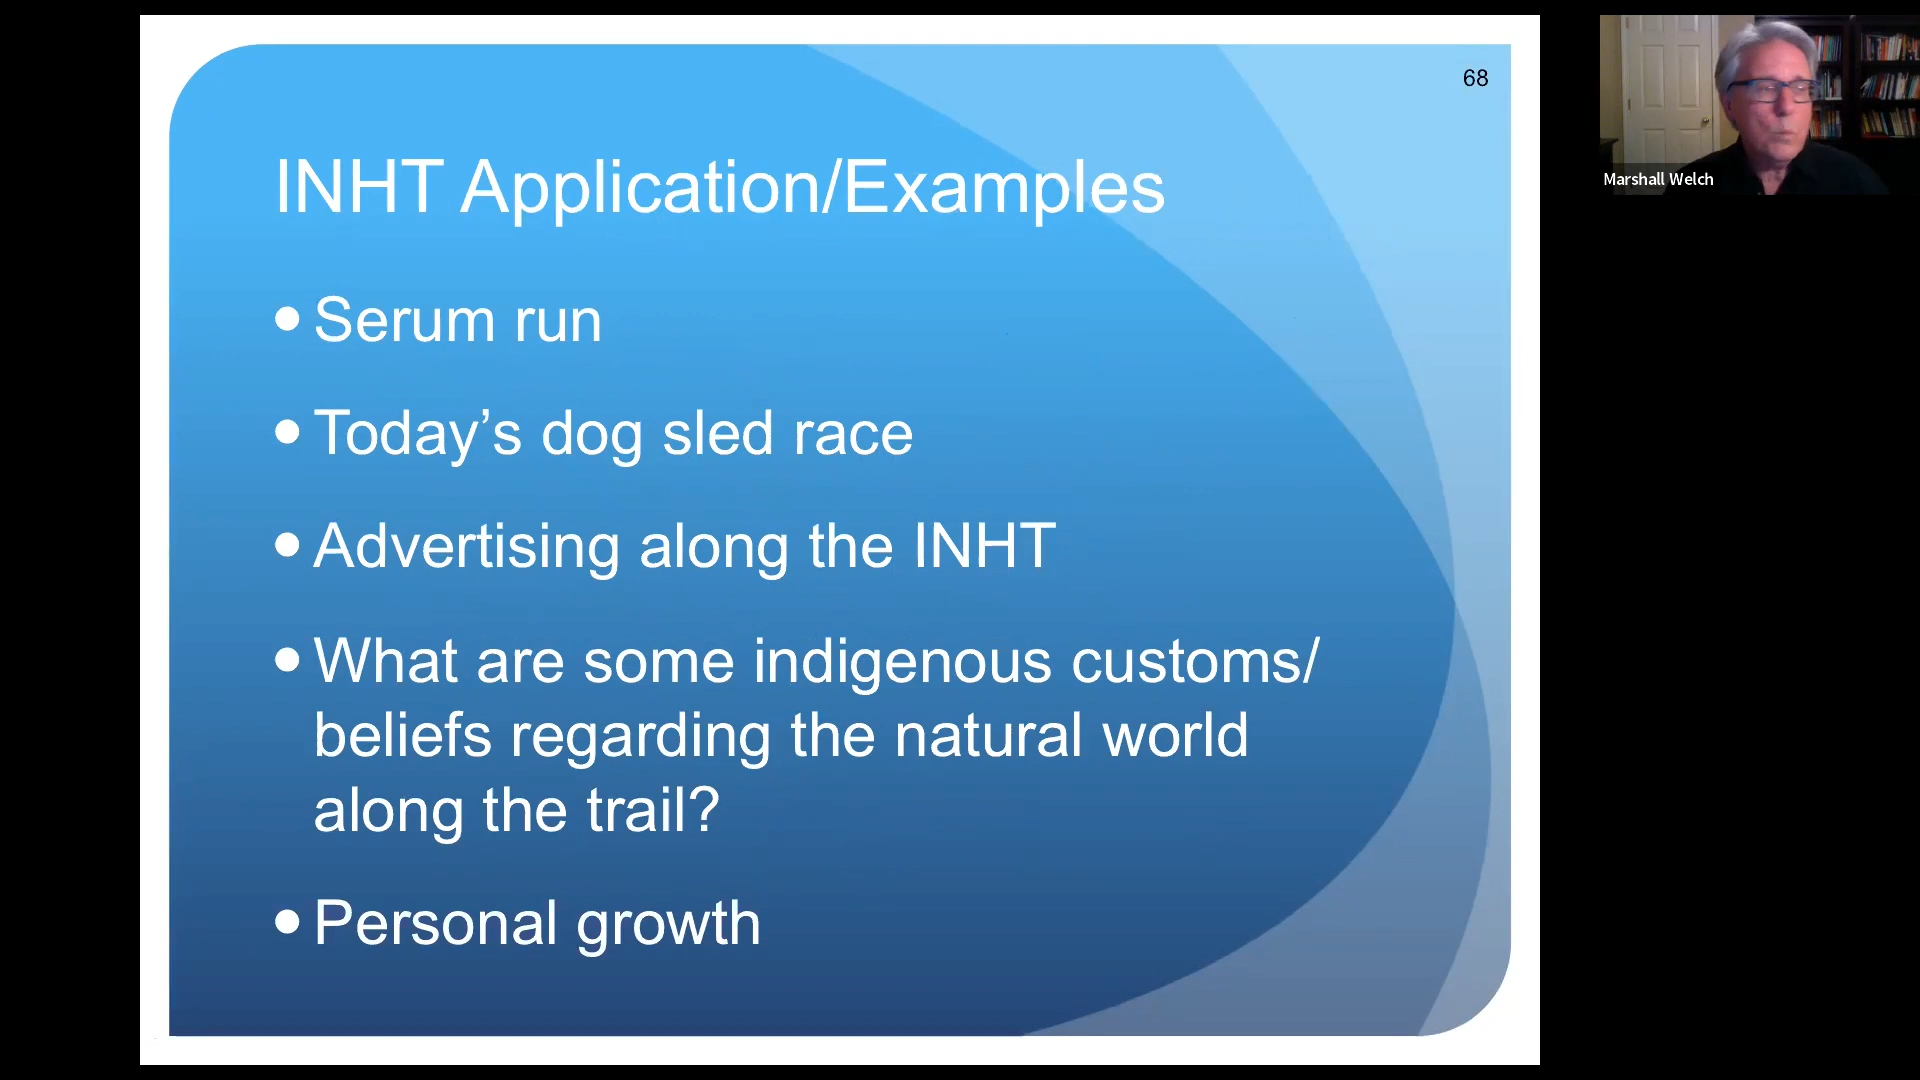 68
INHT Application/Examples
Serum run
Today’s dog sled race
Advertising along the INHT
What are some indigenous customs/
beliefs regarding the natural world
along the trail?
Personal growth
Marshall Welch